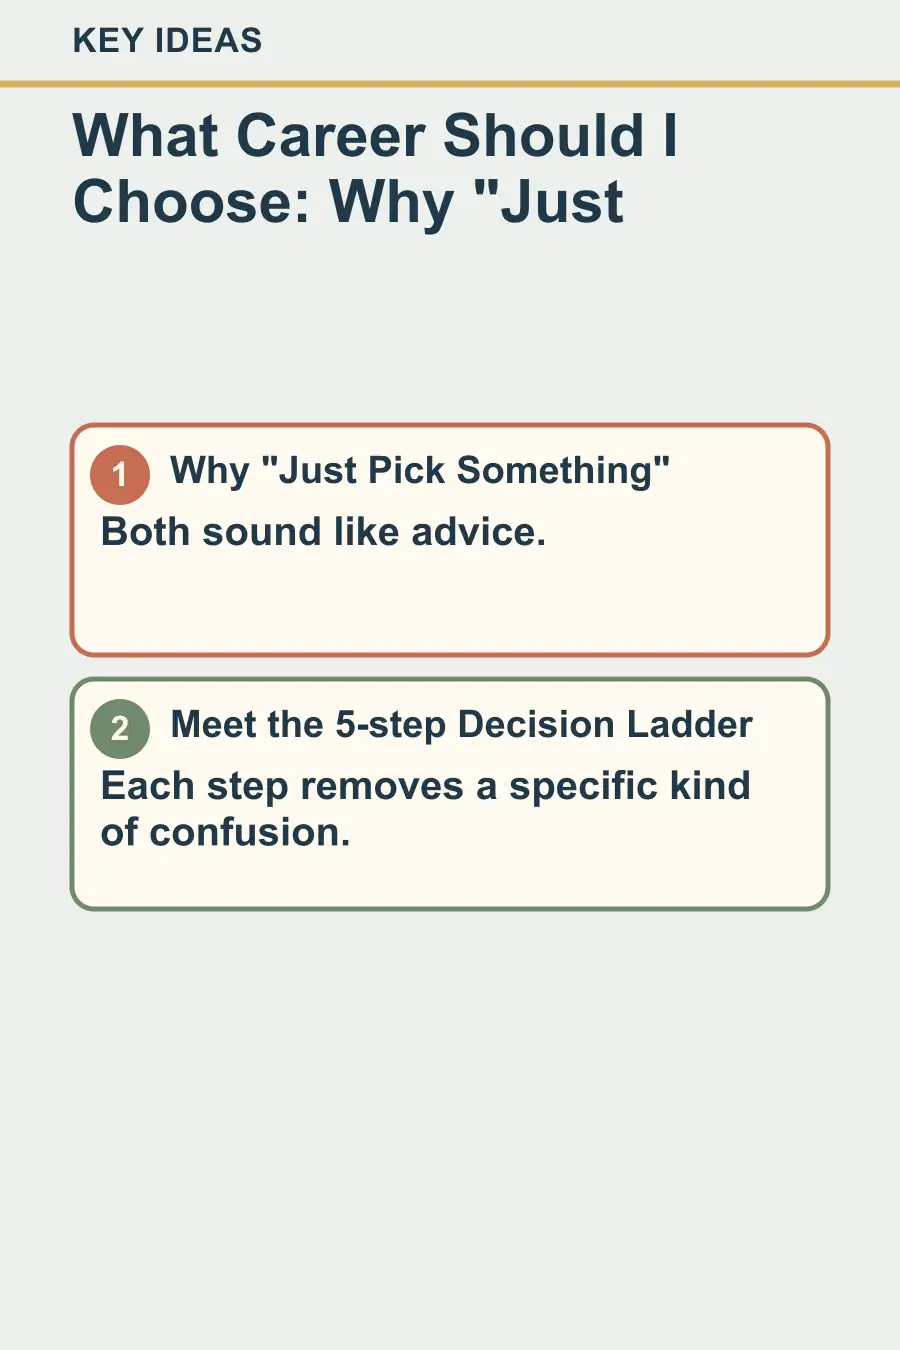 KEY IDEAS
What Career Should I
Choose: Why "Just
1
Why "Just Pick Something"
Both sound like advice.
2
Meet the 5-step Decision Ladder
Each step removes a specific kind
of confusion.